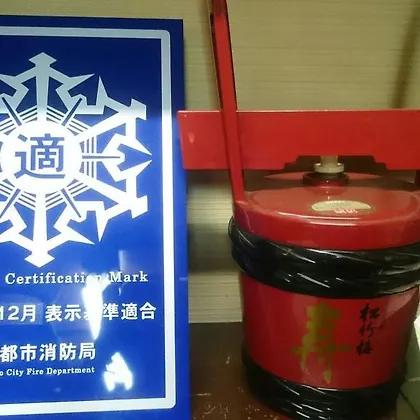 適
Certification Mark
12月 表示基準適合
都市消防局
o City Fire Department
松竹梅